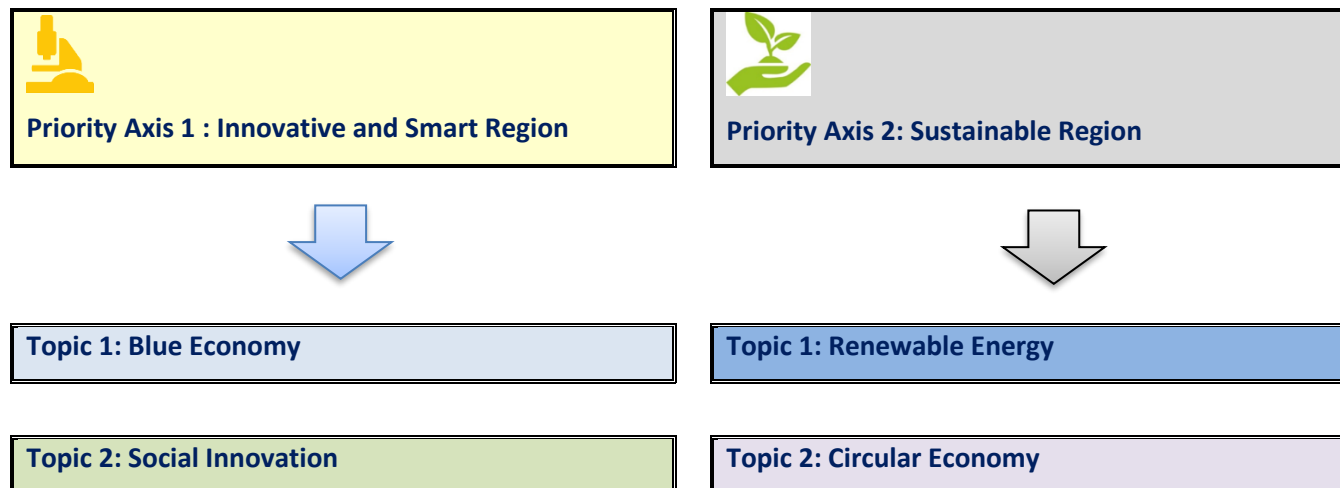 Priority Axis 1 : Innovative and Smart Region
Priority Axis 2: Sustainable Region
Topic 1: Blue Economy
Topic 1: Renewable Energy
Topic 2: Social Innovation
Topic 2: Circular Economy